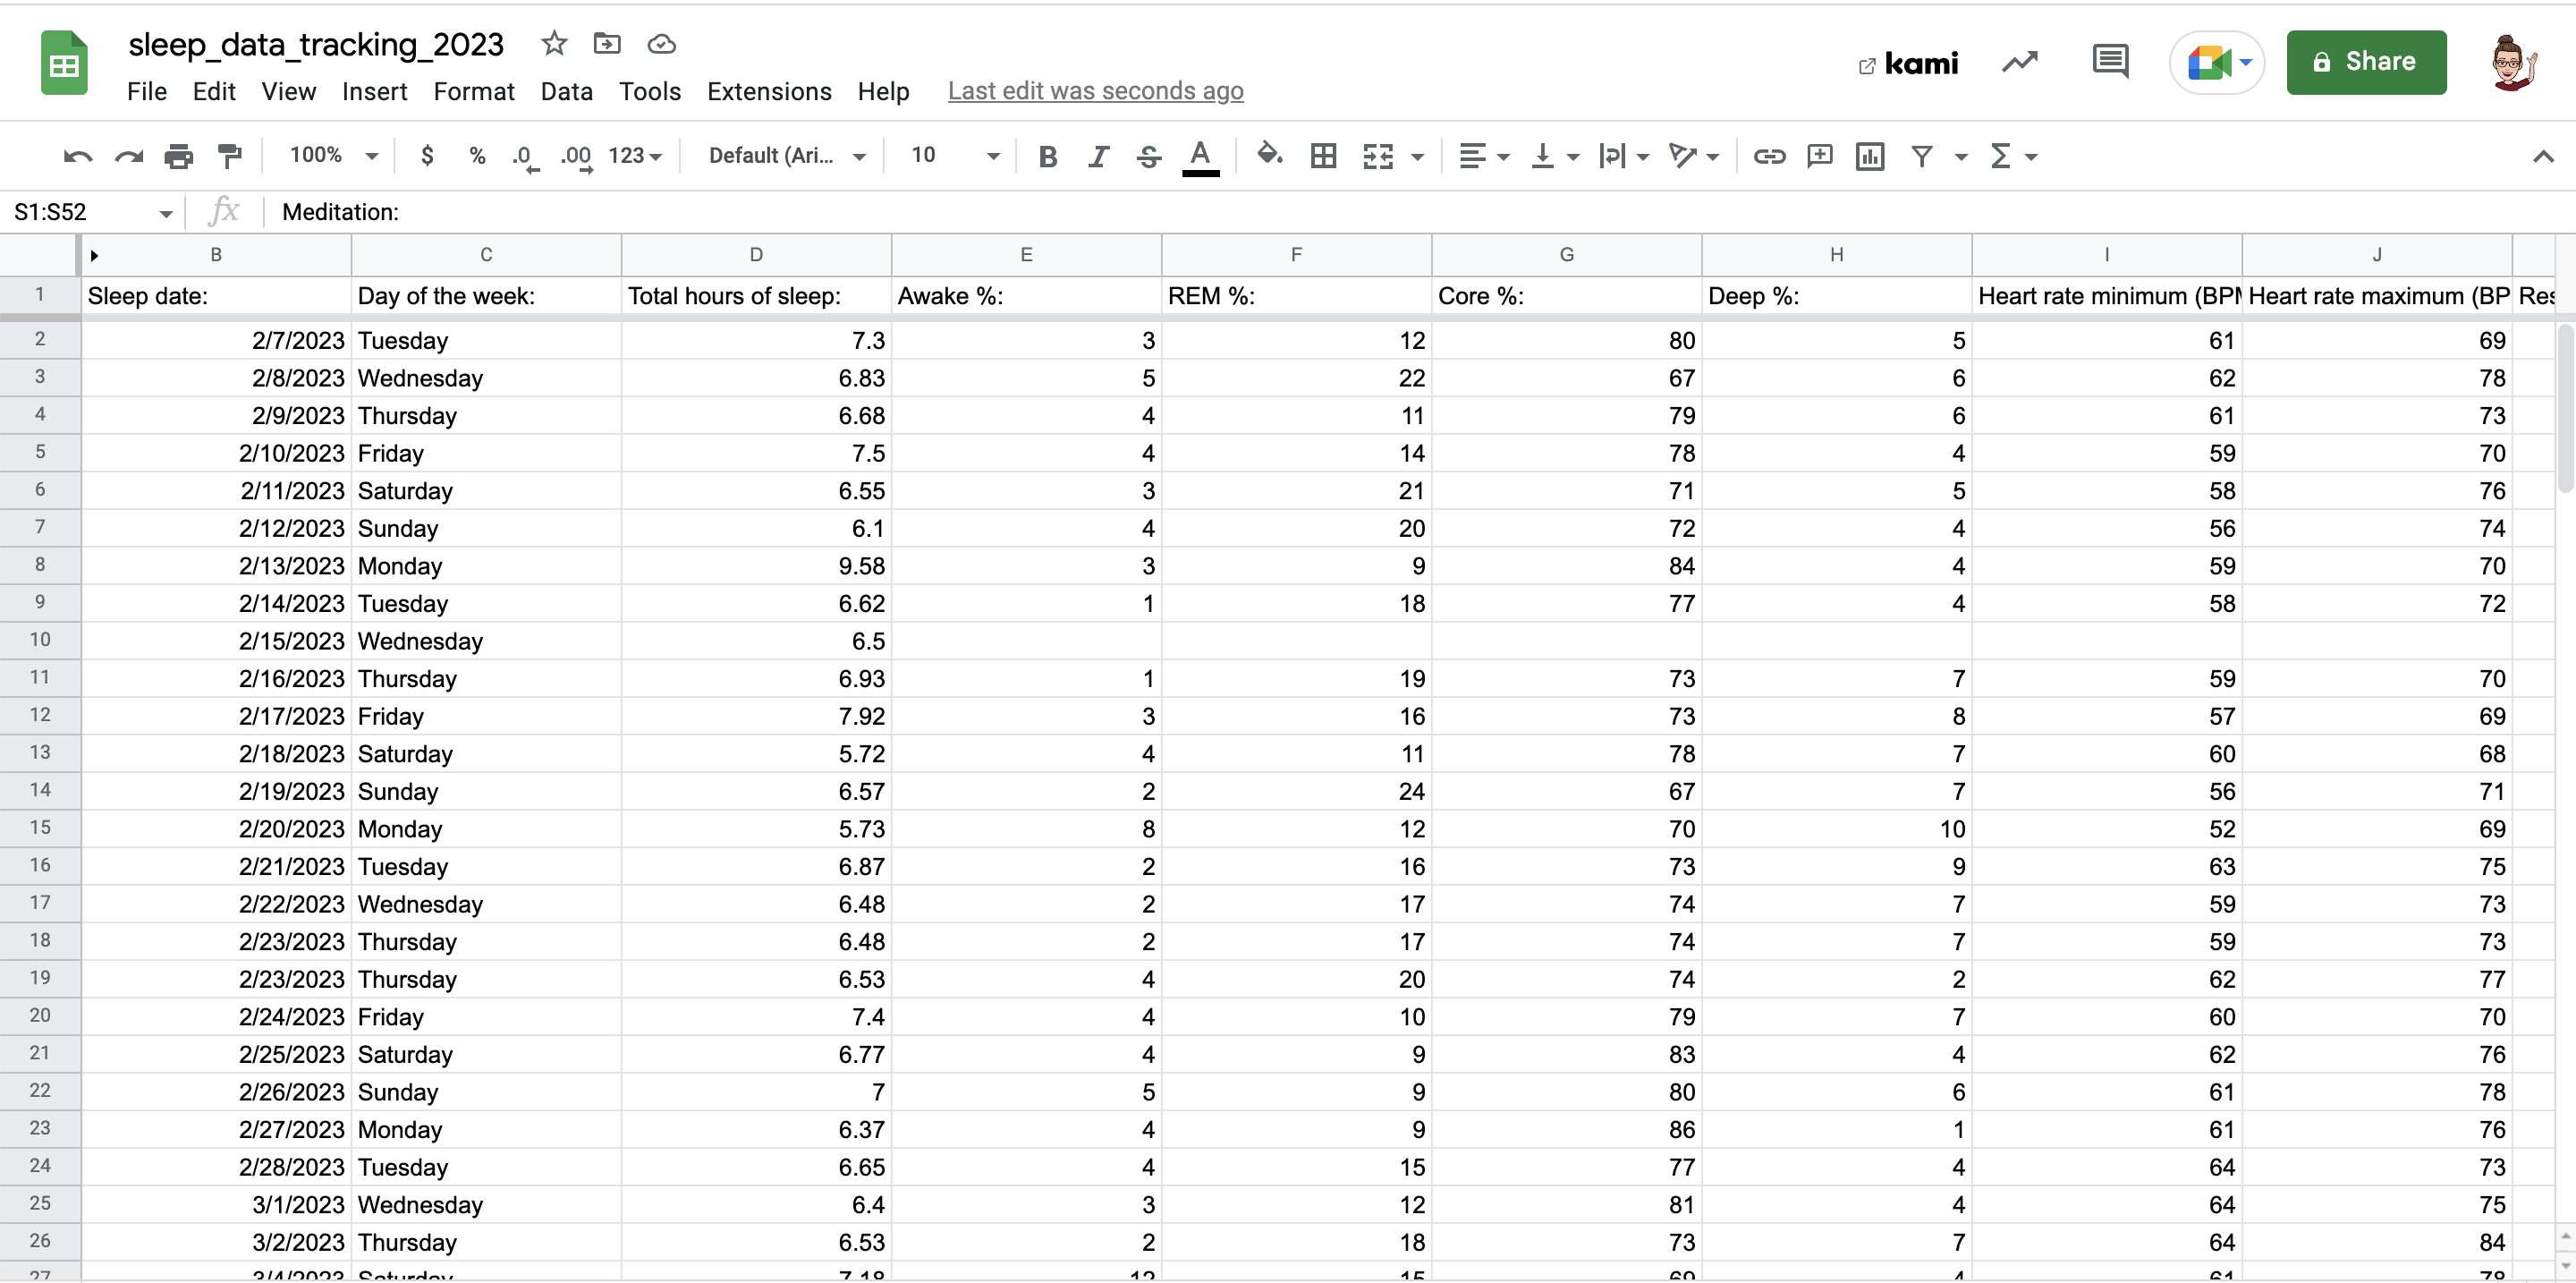 sleep_data_tracking_2023
kami
Share
File Edit View Insert Format Data Tools Extensions Help Last edit was seconds ago
100% $ % .0 .00 123 Default (Ari... 10 B I S A
S1:S52 fx Meditation:
B C D E F G H I J
1 Sleep date: Day of the week: Total hours of sleep: Awake %: REM %: Core %: Deep %: Heart rate minimum (BPM Heart rate maximum (BP Res
2 2/7/2023 Tuesday 7.3 3 12 80 5 61 69
3 2/8/2023 Wednesday 6.83 5 22 67 6 62 78
4 2/9/2023 Thursday 6.68 4 11 79 6 61 73
5 2/10/2023 Friday 7.5 4 14 78 4 59 70
6 2/11/2023 Saturday 6.55 3 21 71 5 58 76
7 2/12/2023 Sunday 6.1 4 20 72 4 56 74
8 2/13/2023 Monday 9.58 3 9 84 4 59 70
9 2/14/2023 Tuesday 6.62 1 18 77 4 58 72
10 2/15/2023 Wednesday 6.5
11 2/16/2023 Thursday 6.93 1 19 73 7 59 70
12 2/17/2023 Friday 7.92 3 16 73 8 57 69
13 2/18/2023 Saturday 5.72 4 11 78 7 60 68
14 2/19/2023 Sunday 6.57 2 24 67 7 56 71
15 2/20/2023 Monday 5.73 8 12 70 10 52 69
16 2/21/2023 Tuesday 6.87 2 16 73 9 63 75
17 2/22/2023 Wednesday 6.48 2 17 74 7 59 73
18 2/23/2023 Thursday 6.48 2 17 74 7 59 73
19 2/23/2023 Thursday 6.53 4 20 74 2 62 77
20 2/24/2023 Friday 7.4 4 10 79 7 60 70
21 2/25/2023 Saturday 6.77 4 9 83 4 62 76
22 2/26/2023 Sunday 7 5 9 80 6 61 78
23 2/27/2023 Monday 6.37 4 9 86 1 61 76
24 2/28/2023 Tuesday 6.65 4 15 77 4 64 73
25 3/1/2023 Wednesday 6.4 3 12 81 4 64 75
26 3/2/2023 Thursday 6.53 2 18 73 7 64 84
27 3/4/2023 Saturday 7.18 12 15 69 4 61 78